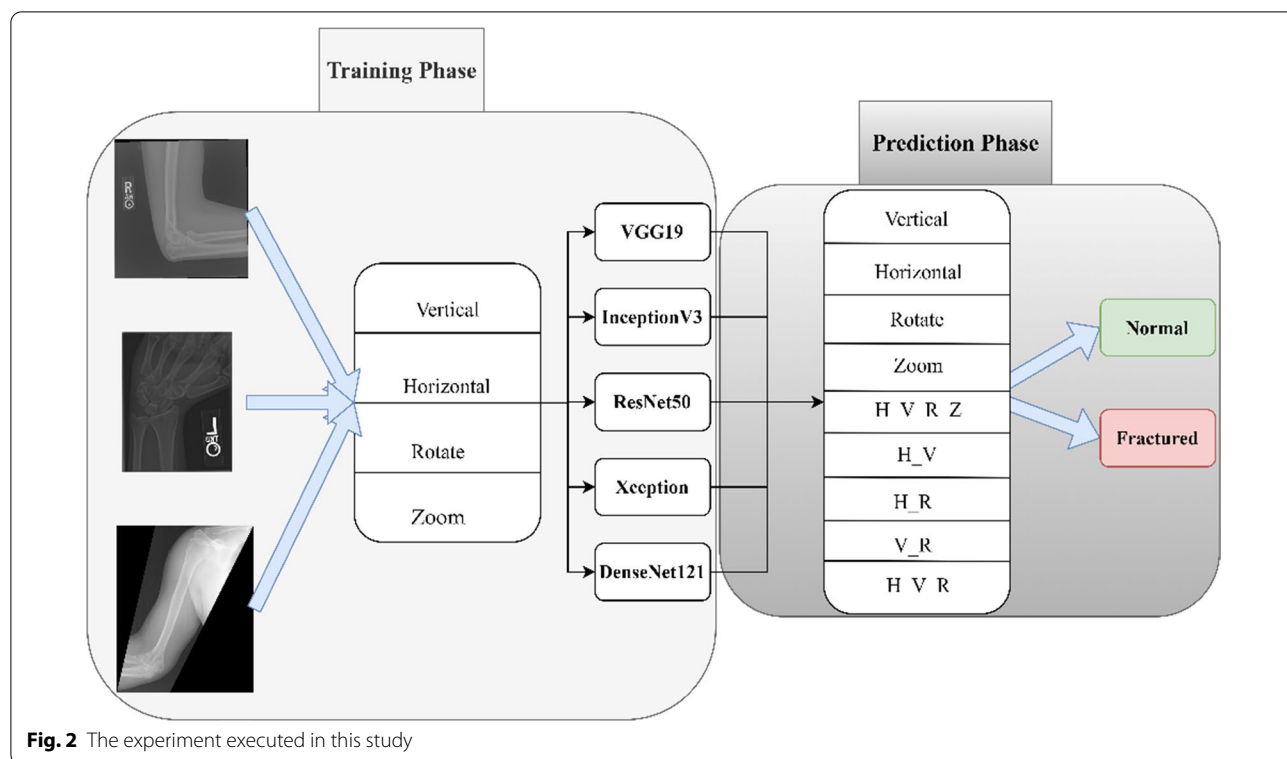 Training Phase
Prediction Phase
R
L
Vertical
Horizontal
Rotate
Zoom
VGG19
InceptionV3
ResNet50
Xception
DenseNet121
Vertical
Horizontal
Rotate
Zoom
H V R Z
H_V
H_R
V_R
H V R
Normal
Fractured
Fig. 2 The experiment executed in this study